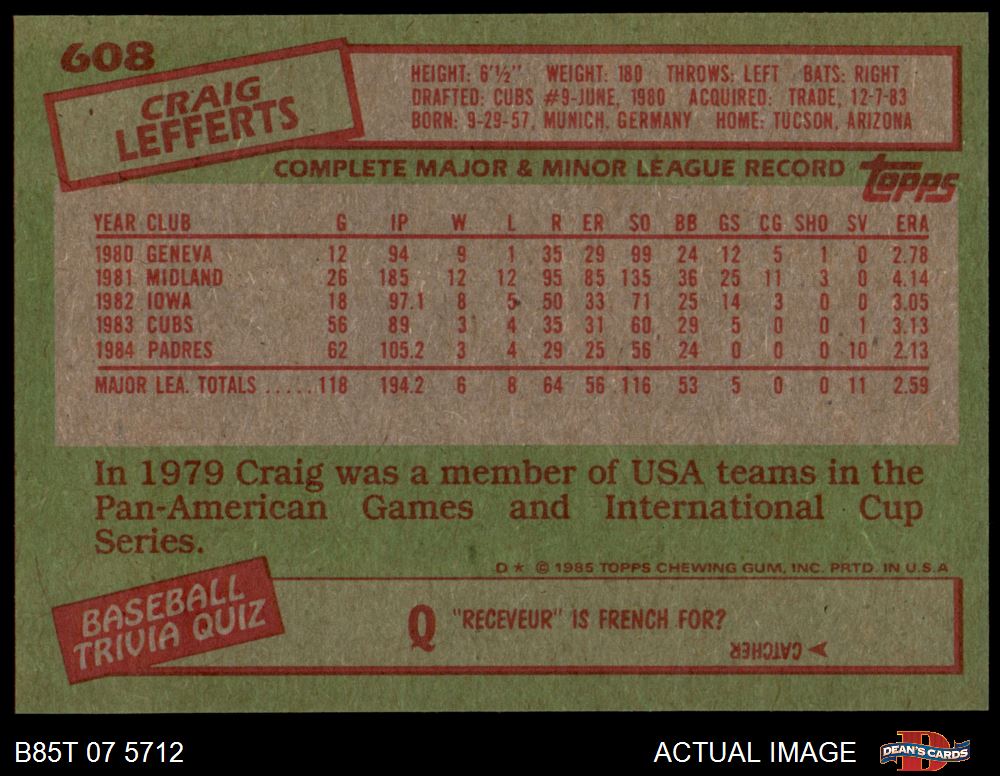 608
CRAIG
LEFFERTS
HEIGHT: 6'½" WEIGHT: 180 THROWS: LEFT BATS: RIGHT
DRAFTED: CUBS #9-JUNE, 1980 ACQUIRED: TRADE, 12-7-83
BORN: 9-29-57, MUNICH, GERMANY HOME: TUCSON, ARIZONA
COMPLETE MAJOR & MINOR LEAGUE RECORD
topps
YEAR CLUB G IP W L R ER SO BB GS CG SHO SV ERA
1980 GENEVA 12 94 9 1 35 29 99 24 12 5 1 0 2.78
1981 MIDLAND 26 185 12 12 95 85 135 36 25 11 3 0 4.14
1982 IOWA 18 97.1 8 5 50 33 71 25 14 3 0 0 3.05
1983 CUBS 56 89 3 4 35 31 60 29 5 0 0 1 3.13
1984 PADRES 62 105.2 3 4 29 25 56 24 0 0 0 10 2.13
MAJOR LEA. TOTALS .....118 194.2 6 8 64 56 116 53 5 0 0 11 2.59
In 1979 Craig was a member of USA teams in the
Pan-American Games and International Cup
Series.
D* © 1985 TOPPS CHEWING GUM, INC. PRTD. IN U.S.A
BASEBALL
TRIVIA QUIZ
Q "RECEVEUR" IS FRENCH FOR?
CATCHER
B85T 07 5712
ACTUAL IMAGE
D
DEAN'S CARDS